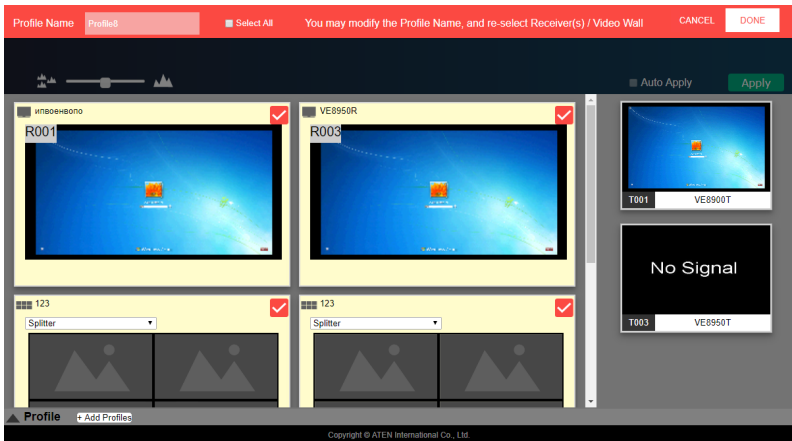 Profile Name
Profile8
Select All
You may modify the Profile Name, and re-select Receiver(s) / Video Wall
CANCEL
DONE
Auto Apply
Apply
ипвоенвопо
R001
VE8950R
R003
T001
VE8900T
No Signal
T003
VE8950T
123
Splitter
123
Splitter
Profile
+ Add Profiles
Copyright © ATEN International Co., Ltd.